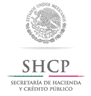 SHCP
SECRETARÍA DE HACIENDA
Y CRÉDITO PÚBLICO